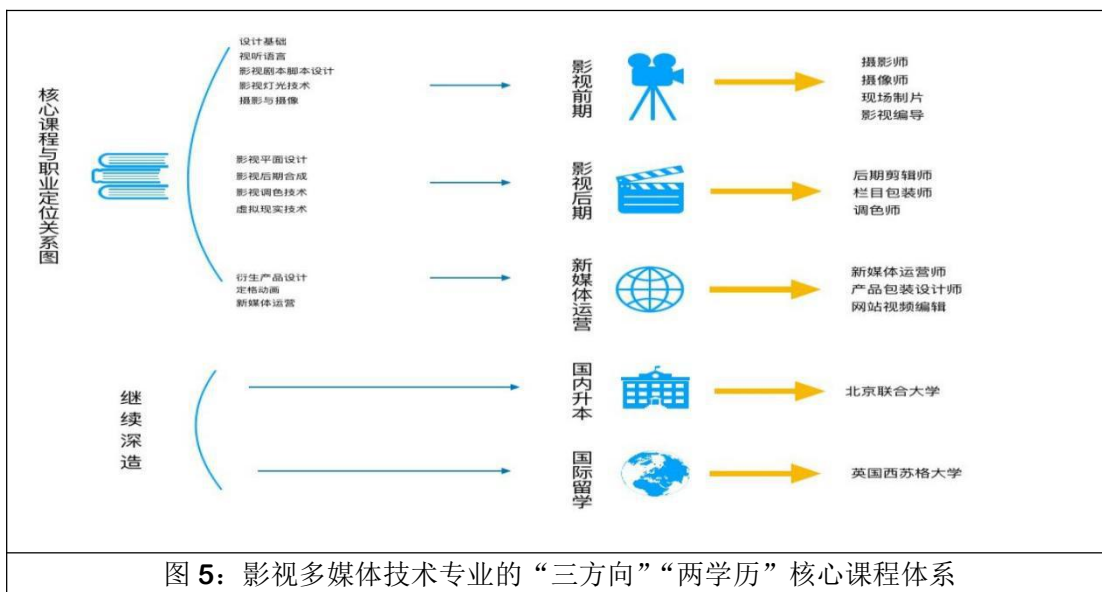 核心课程与职业定位关系图
设计基础
视听语言
影视剧本脚本设计
影视灯光技术
摄影与摄像
影视前期
摄影师
摄像师
现场制片
影视编导
影视平面设计
影视后期合成
影视调色技术
虚拟现实技术
影视后期
后期剪辑师
栏目包装师
调色师
衍生产品设计
定格动画
新媒体运营
新媒体运营
新媒体运营师
产品包装设计师
网站视频编辑
继续深造
国内升本
北京联合大学
国际留学
英国西苏格大学
图 5：影视多媒体技术专业的“三方向”“两学历”核心课程体系